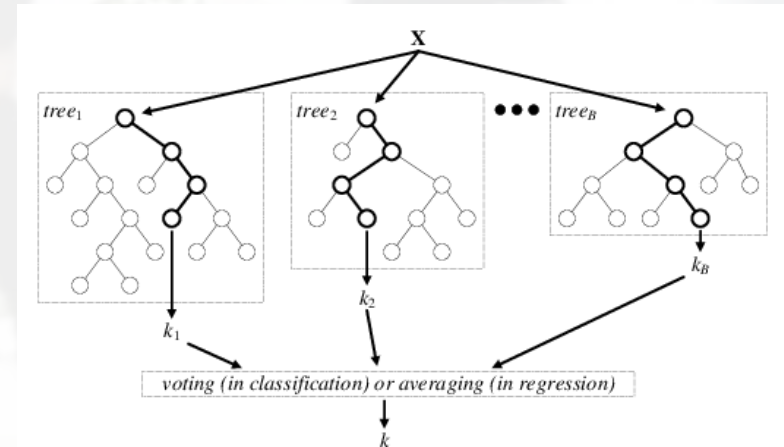 X
tree₁
tree₂
tree_B
k₁
k₂
k_B
voting (in classification) or averaging (in regression)
k